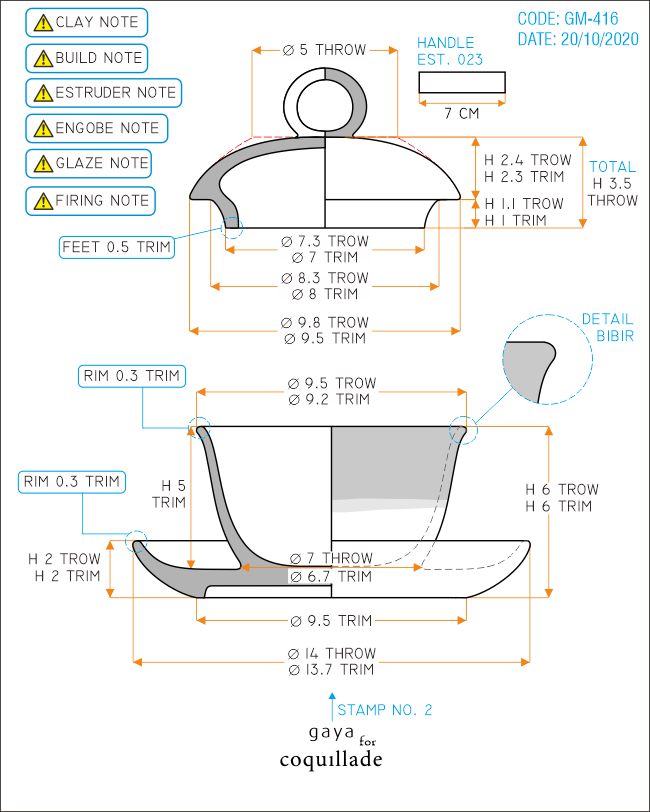 CLAY NOTE
BUILD NOTE
ESTRUDER NOTE
ENGOBE NOTE
GLAZE NOTE
FIRING NOTE
CODE: GM-416
DATE: 20/10/2020
Ø 5 THROW
HANDLE
EST. 023
7 CM
H 2.4 TROW
H 2.3 TRIM
H 1.1 TROW
H 1 TRIM
TOTAL
H 3.5
THROW
FEET 0.5 TRIM
Ø 7.3 TROW
Ø 7 TRIM
Ø 8.3 TROW
Ø 8 TRIM
Ø 9.8 TROW
Ø 9.5 TRIM
DETAIL
BIBIR
RIM 0.3 TRIM
Ø 9.5 TROW
Ø 9.2 TRIM
RIM 0.3 TRIM
H 5
TRIM
H 6 TROW
H 6 TRIM
H 2 TROW
H 2 TRIM
Ø 7 THROW
Ø 6.7 TRIM
Ø 9.5 TRIM
Ø 14 THROW
Ø 13.7 TRIM
STAMP NO. 2
gaya for
coquillade